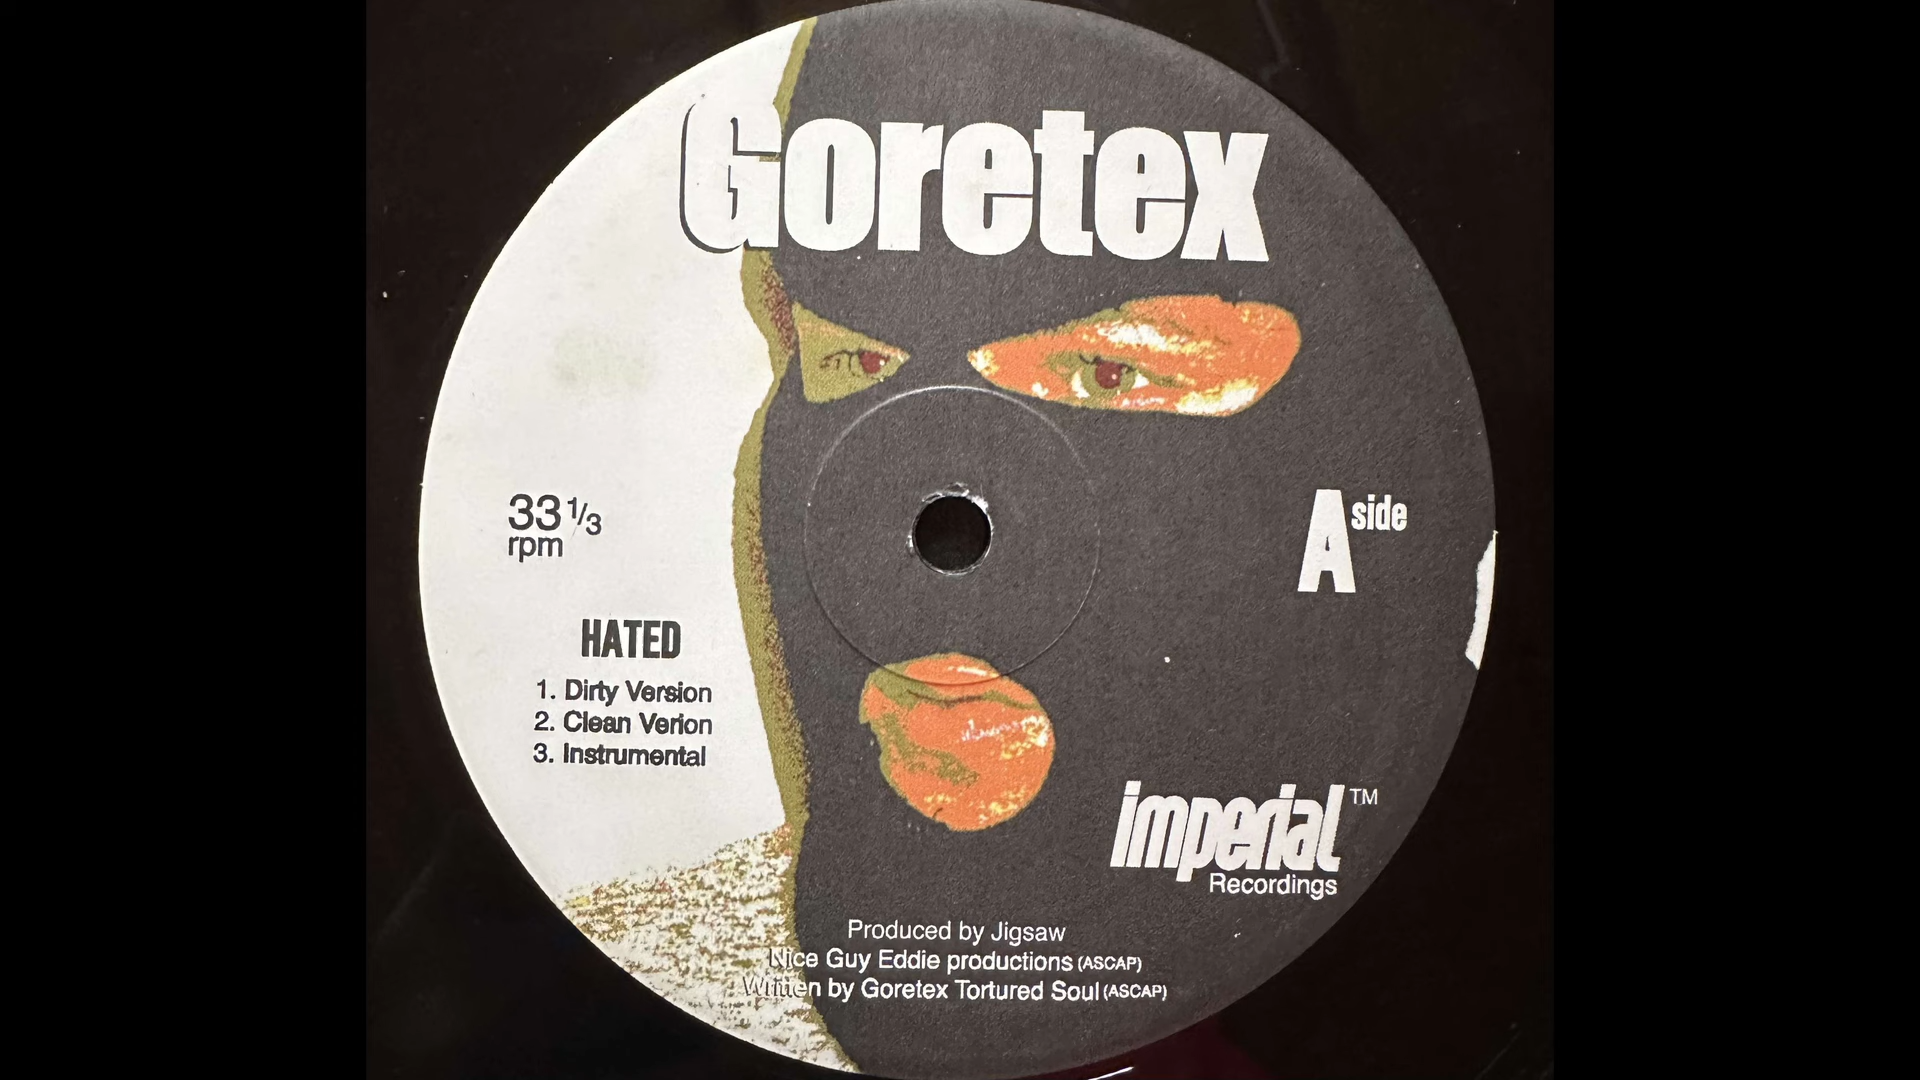 Goretex
33 1/3
rpm
A side
HATED
1. Dirty Version
2. Clean Verion
3. Instrumental
imperial™
Recordings
Produced by Jigsaw
Nice Guy Eddie productions (ASCAP)
Written by Goretex Tortured Soul (ASCAP)